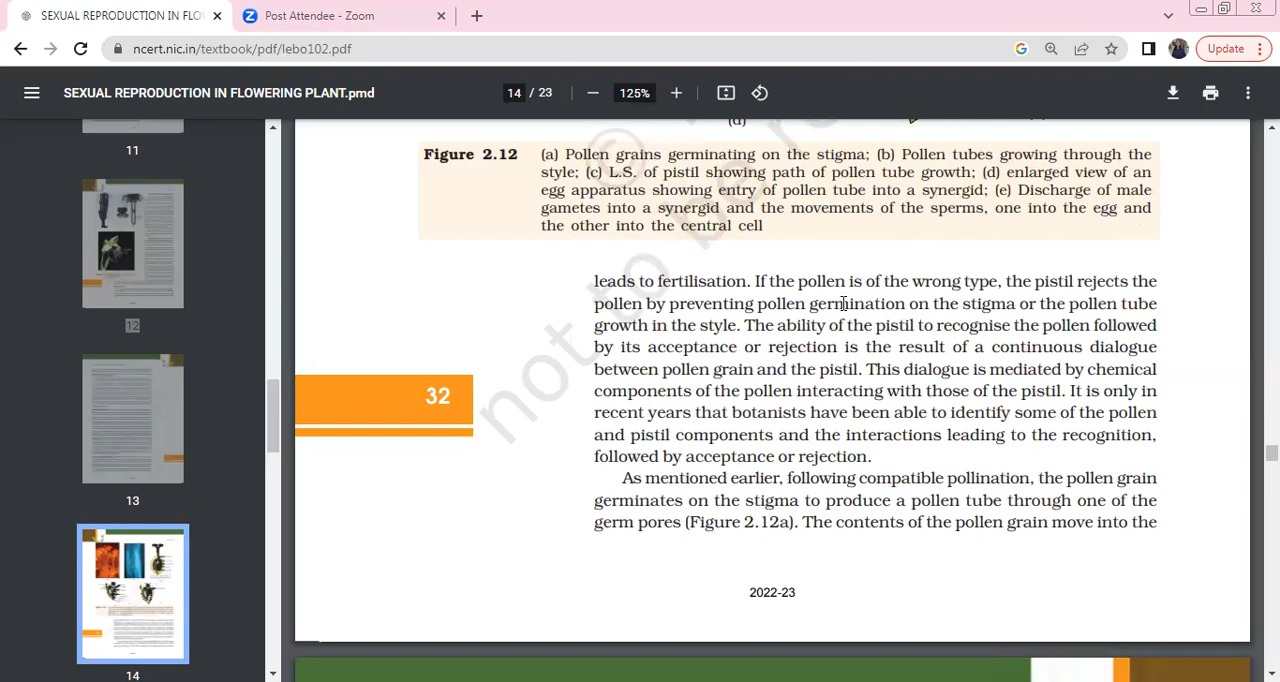 SEXUAL REPRODUCTION IN FLO
Post Attendee - Zoom
ncert.nic.in/textbook/pdf/lebo102.pdf
Update
SEXUAL REPRODUCTION IN FLOWERING PLANT.pmd
14 / 23
125%
11
12
13
14
(d)
Figure 2.12 (a) Pollen grains germinating on the stigma; (b) Pollen tubes growing through the
style; (c) L.S. of pistil showing path of pollen tube growth; (d) enlarged view of an
egg apparatus showing entry of pollen tube into a synergid; (e) Discharge of male
gametes into a synergid and the movements of the sperms, one into the egg and
the other into the central cell
leads to fertilisation. If the pollen is of the wrong type, the pistil rejects the
pollen by preventing pollen germination on the stigma or the pollen tube
growth in the style. The ability of the pistil to recognise the pollen followed
by its acceptance or rejection is the result of a continuous dialogue
between pollen grain and the pistil. This dialogue is mediated by chemical
components of the pollen interacting with those of the pistil. It is only in
recent years that botanists have been able to identify some of the pollen
and pistil components and the interactions leading to the recognition,
followed by acceptance or rejection.
As mentioned earlier, following compatible pollination, the pollen grain
germinates on the stigma to produce a pollen tube through one of the
germ pores (Figure 2.12a). The contents of the pollen grain move into the
32
2022-23
©
not to be re